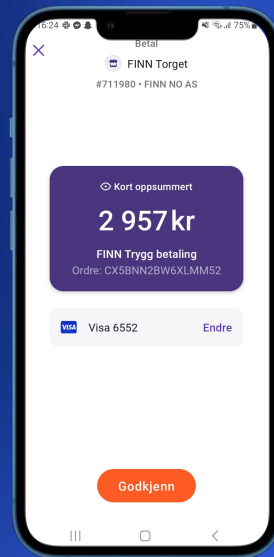 16:24
75%
Betal
FINN Torget
#711980 • FINN NO AS
Kort oppsummert
2 957 kr
FINN Trygg betaling
Ordre: CX5BNN2BW6XLMM52
VISA Visa 6552 Endre
Godkjenn